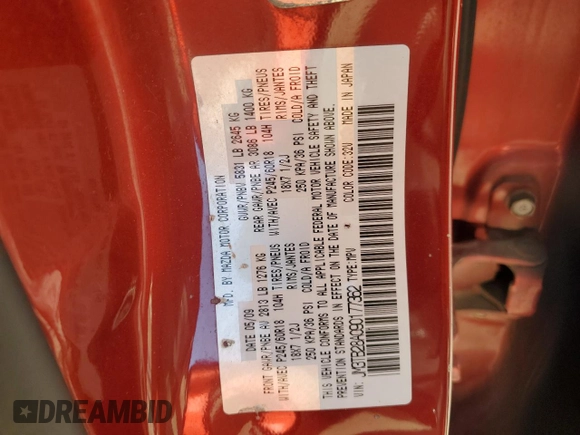 MFD. BY MAZDA MOTOR CORPORATION
DATE 05/09 GVWR/PNBV 5831 LB 2645 KG
FRONT GAWR/PNBE AV 2813 LB 1276 KG REAR GAWR/PNBE AR 3086 LB 1400 KG
WITH/AVEC P245/60R18 104H TIRES/PNEUS WITH/AVEC P245/60R18 104H TIRES/PNEUS
18X7 1/2J RIMS/JANTES 18X7 1/2J RIMS/JANTES
250 KPA/36 PSI COLD/A FROID 250 KPA/36 PSI COLD/A FROID
THIS VEHICLE CONFORMS TO ALL APPLICABLE FEDERAL MOTOR VEHICLE SAFETY AND THEFT
PREVENTION STANDARDS IN EFFECT ON THE DATE OF MANUFACTURE SHOWN ABOVE.
VIN: TYPE:MPV COLOR CODE:32V MADE IN JAPAN
DREAMBID